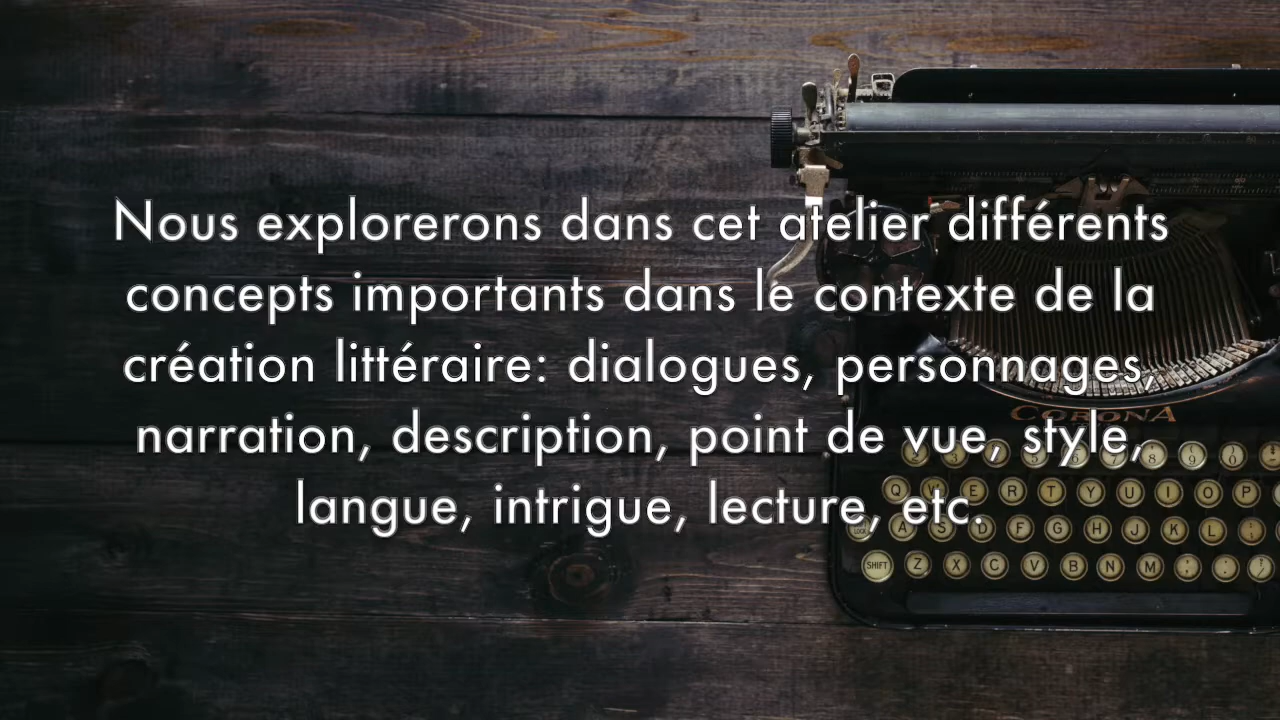 Nous explorerons dans cet atelier différents
concepts importants dans le contexte de la
création littéraire: dialogues, personnages,
narration, description, point de vue, style,
langue, intrigue, lecture, etc.
CORONA
Q W E R T Y U I O P
A S D F G H J K L
SHIFT Z X C V B N M